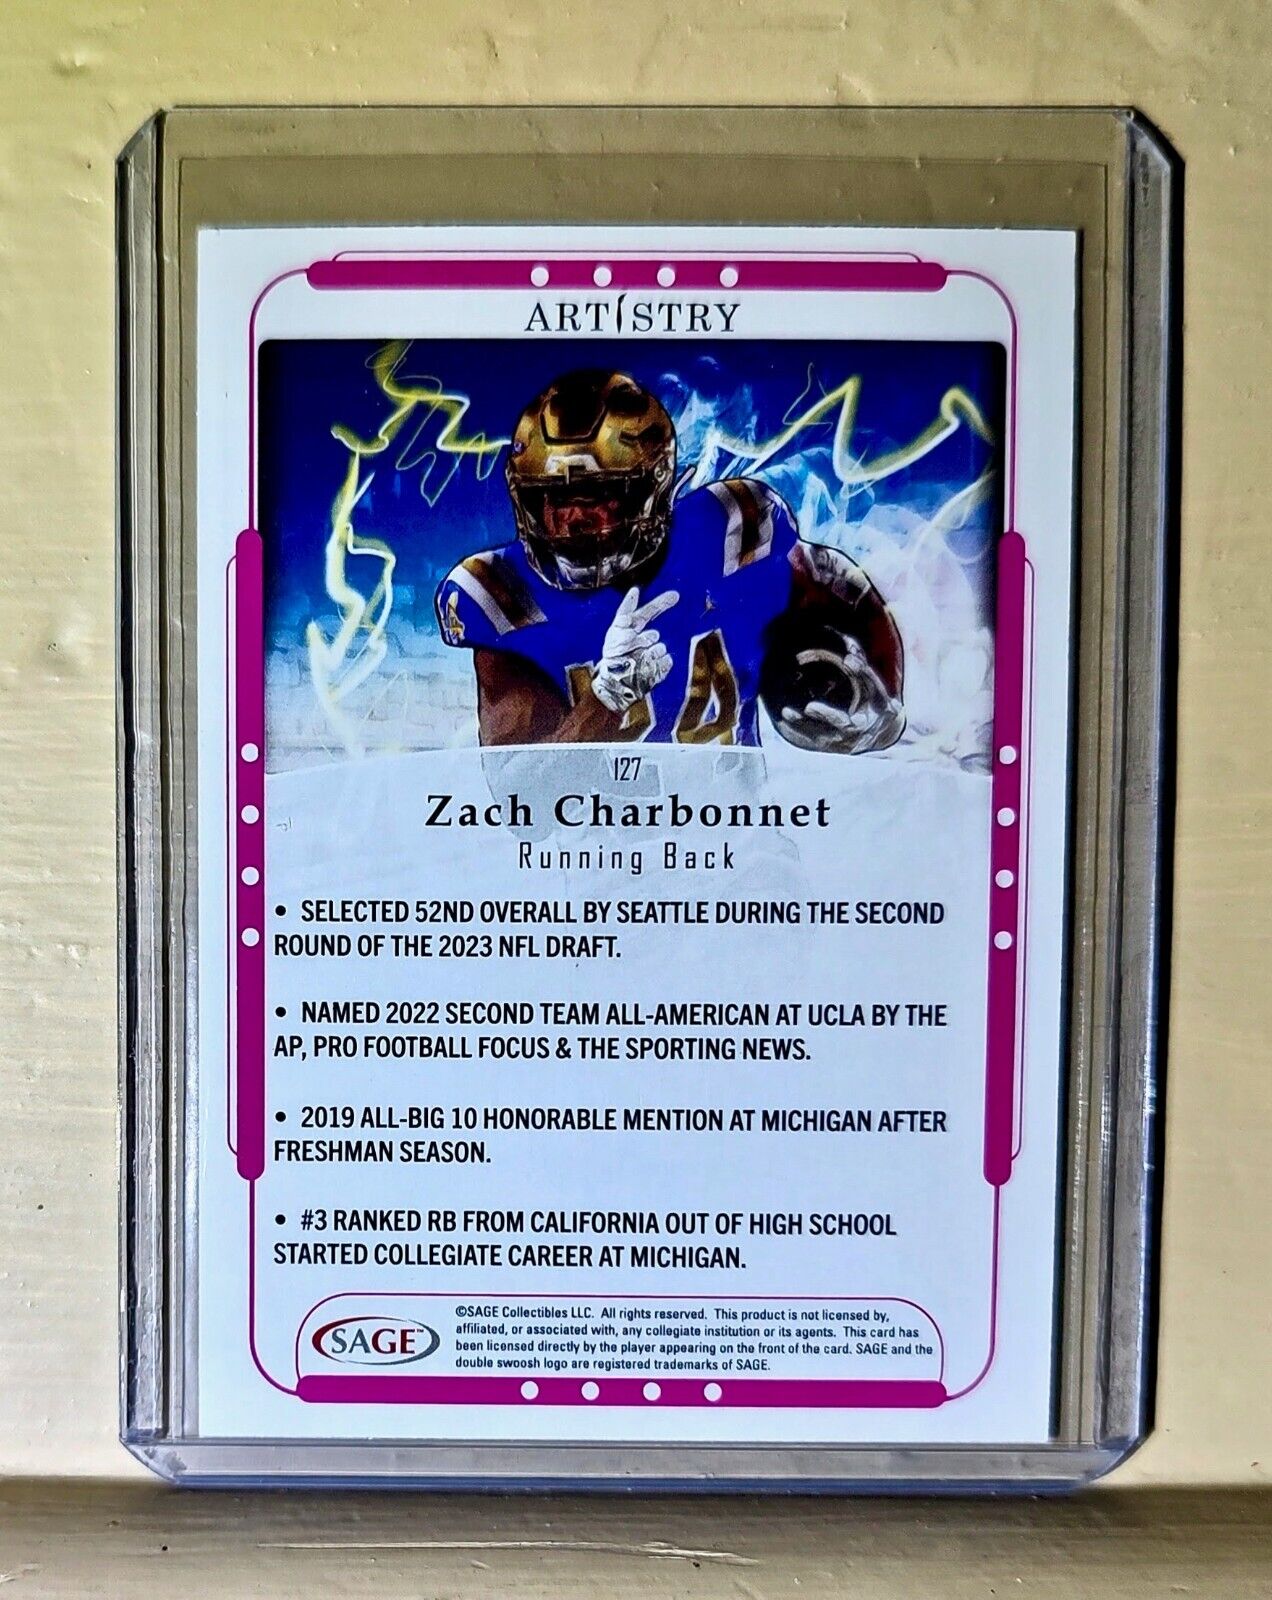 ARTISTRY
127
Zach Charbonnet
Running Back
• SELECTED 52ND OVERALL BY SEATTLE DURING THE SECOND
ROUND OF THE 2023 NFL DRAFT.
• NAMED 2022 SECOND TEAM ALL-AMERICAN AT UCLA BY THE
AP, PRO FOOTBALL FOCUS & THE SPORTING NEWS.
• 2019 ALL-BIG 10 HONORABLE MENTION AT MICHIGAN AFTER
FRESHMAN SEASON.
• #3 RANKED RB FROM CALIFORNIA OUT OF HIGH SCHOOL
STARTED COLLEGIATE CAREER AT MICHIGAN.
SAGE™
©SAGE Collectibles LLC. All rights reserved. This product is not licensed by,
affiliated, or associated with, any collegiate institution or its agents. This card has
been licensed directly by the player appearing on the front of the card. SAGE and the
double swoosh logo are registered trademarks of SAGE.